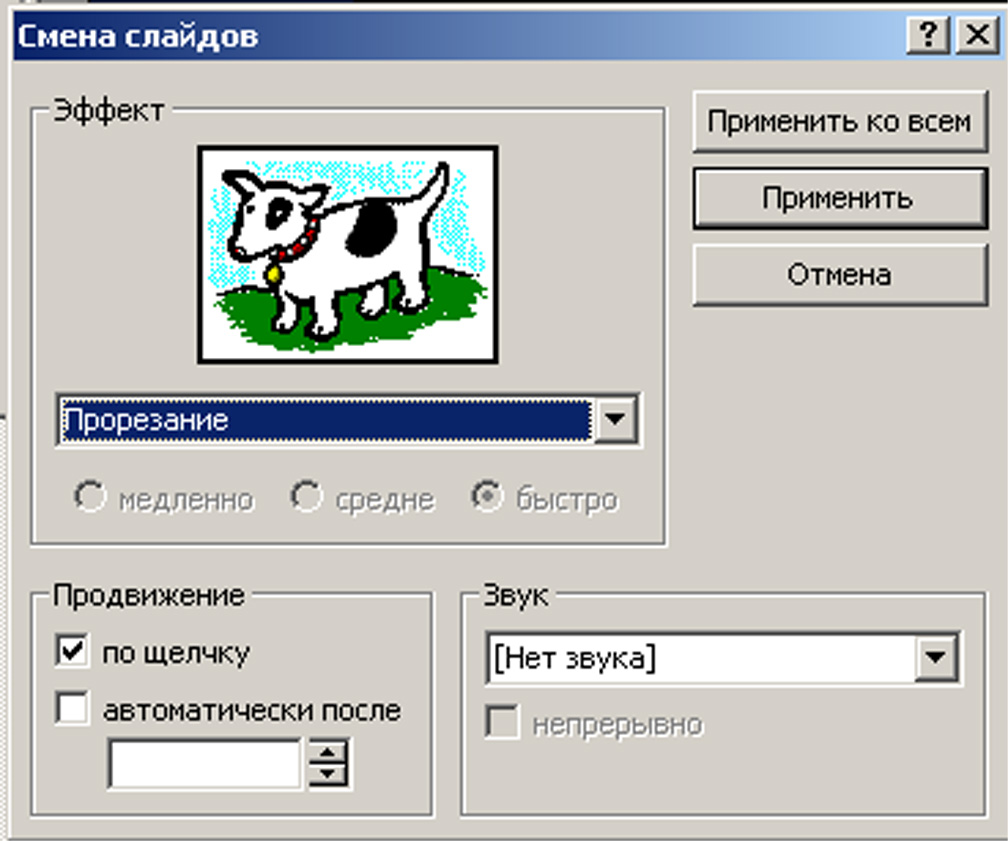 Смена слайдов
Эффект
Применить ко всем
Применить
Отмена
Прорезание
медленно средне быстро
Продвижение
по щелчку
автоматически после
Звук
[Нет звука]
непрерывно